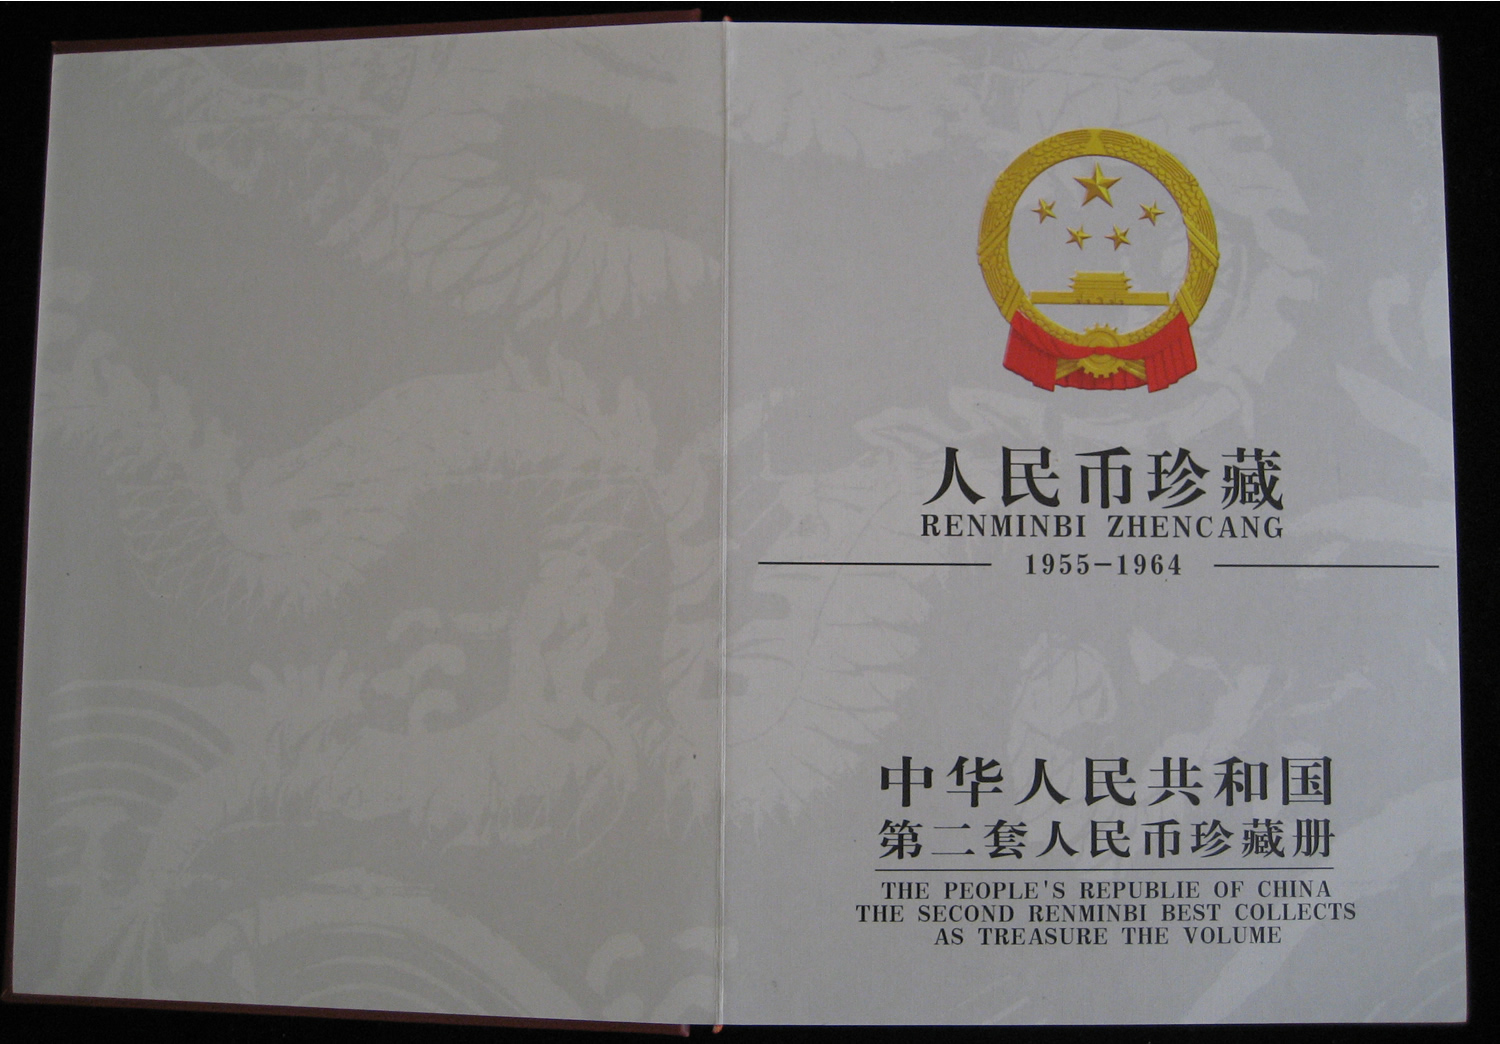 人民币珍藏
RENMINBI ZHENCANG
1955-1964
中华人民共和国
第二套人民币珍藏册
THE PEOPLE'S REPUBLIE OF CHINA
THE SECOND RENMINBI BEST COLLECTS
AS TREASURE THE VOLUME